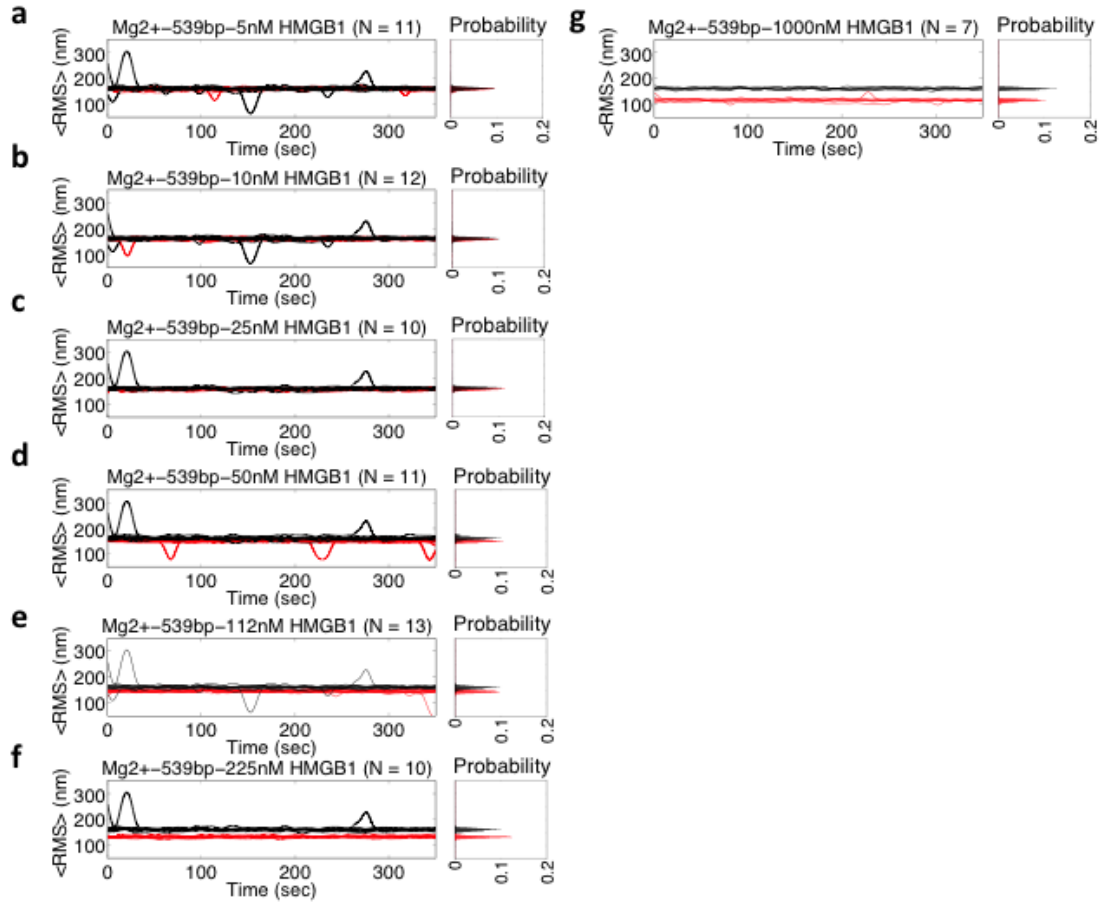 a
Mg2+−539bp−5nM HMGB1 (N = 11) Probability
<RMS> (nm)
300
200
100
0 100 200 300
0 0.1 0.2
Time (sec)
b
Mg2+−539bp−10nM HMGB1 (N = 12) Probability
<RMS> (nm)
300
200
100
0 100 200 300
0 0.1 0.2
Time (sec)
c
Mg2+−539bp−25nM HMGB1 (N = 10) Probability
<RMS> (nm)
300
200
100
0 100 200 300
0 0.1 0.2
Time (sec)
d
Mg2+−539bp−50nM HMGB1 (N = 11) Probability
<RMS> (nm)
300
200
100
0 100 200 300
0 0.1 0.2
Time (sec)
e
Mg2+−539bp−112nM HMGB1 (N = 13) Probability
<RMS> (nm)
300
200
100
0 100 200 300
0 0.1 0.2
Time (sec)
f
Mg2+−539bp−225nM HMGB1 (N = 10) Probability
<RMS> (nm)
300
200
100
0 100 200 300
0 0.1 0.2
Time (sec)
g
Mg2+−539bp−1000nM HMGB1 (N = 7) Probability
<RMS> (nm)
300
200
100
0 100 200 300
0 0.1 0.2
Time (sec)